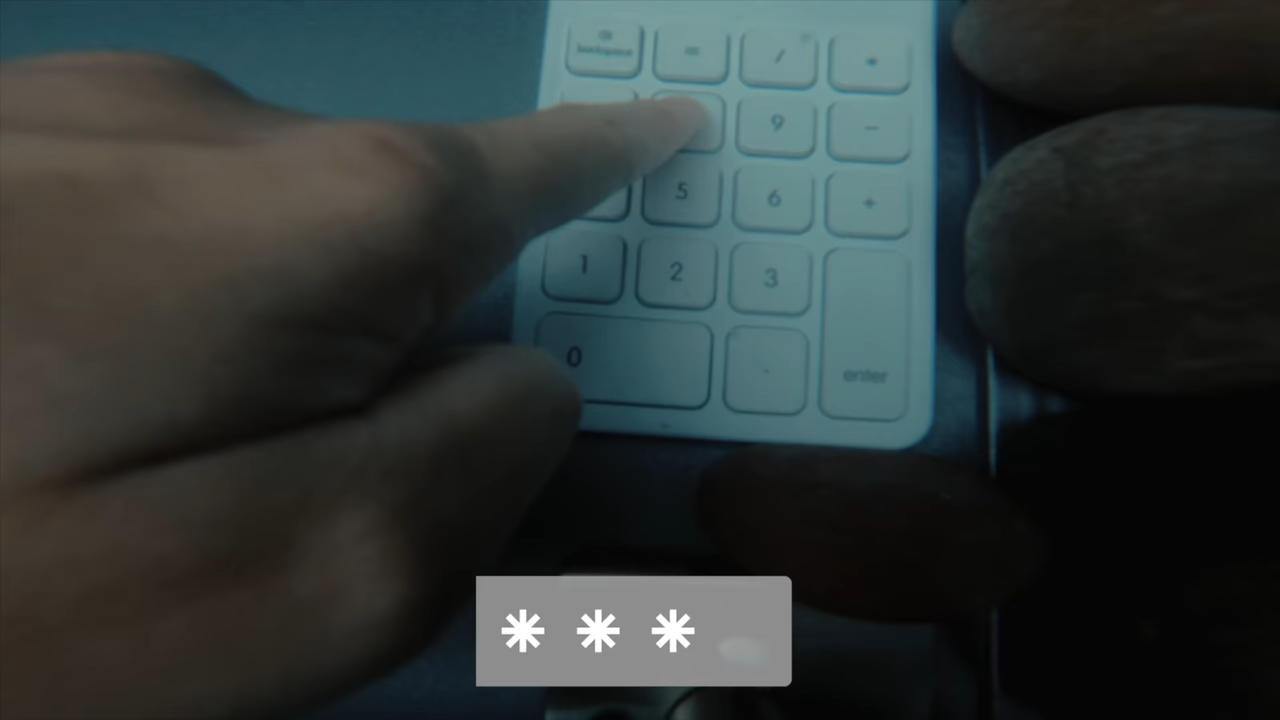 backspace = / *
9 -
5 6 +
1 2 3
0 . enter
* * *